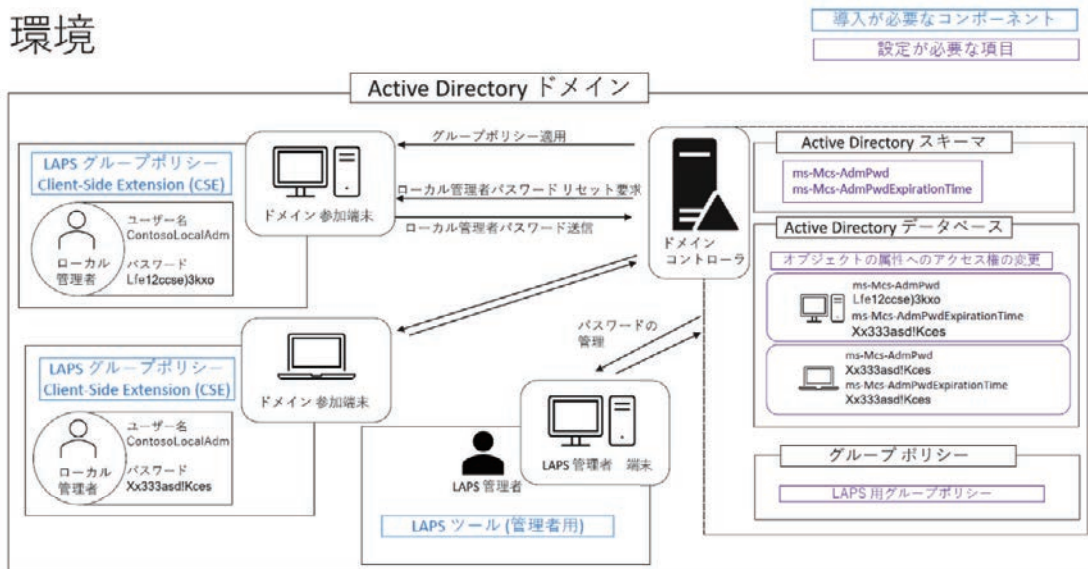 環境
導入が必要なコンポーネント
設定が必要な項目
Active Directory ドメイン
LAPS グループポリシー
Client-Side Extension (CSE)
ローカル
管理者
ユーザー名
ContosoLocalAdm
パスワード
Lfe12ccse)3kxo
ドメイン参加端末
グループポリシー適用
ローカル管理者パスワード リセット要求
ローカル管理者パスワード送信
ドメイン
コントローラ
LAPS グループポリシー
Client-Side Extension (CSE)
ローカル
管理者
ユーザー名
ContosoLocalAdm
パスワード
Xx333asd!Kces
ドメイン参加端末
パスワードの
管理
LAPS 管理者
LAPS 管理者 端末
LAPS ツール (管理者用)
Active Directory スキーマ
ms-Mcs-AdmPwd
ms-Mcs-AdmPwdExpirationTime
Active Directory データベース
オブジェクトの属性へのアクセス権の変更
ms-Mcs-AdmPwd
Lfe12ccse)3kxo
ms-Mcs-AdmPwdExpirationTime
Xx333asd!Kces
ms-Mcs-AdmPwd
Xx333asd!Kces
ms-Mcs-AdmPwdExpirationTime
Xx333asd!Kces
グループ ポリシー
LAPS 用グループポリシー